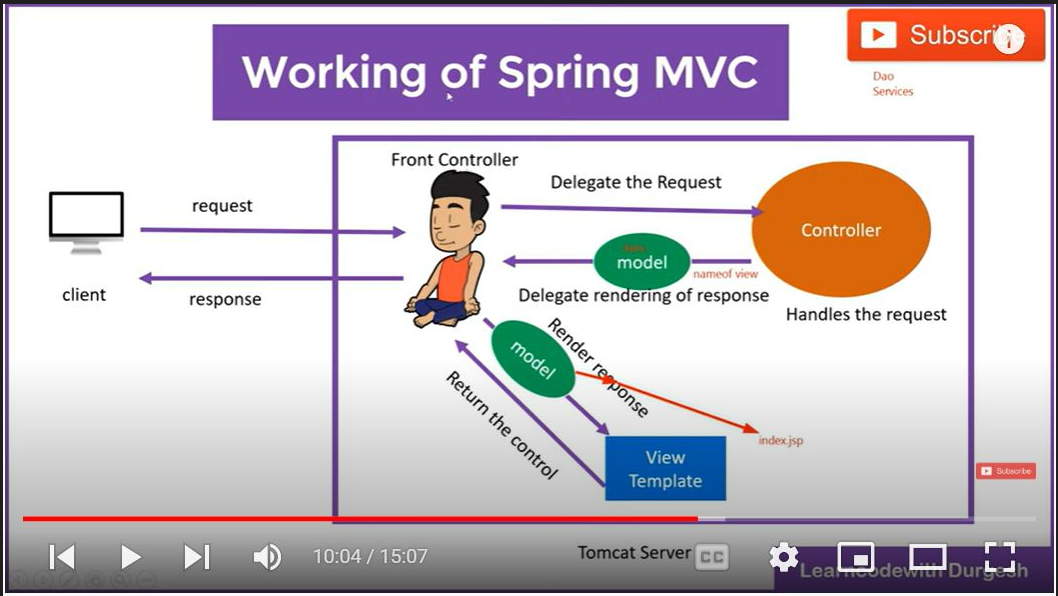 Working of Spring MVC
Subscribe
Dao
Services
Front Controller
Delegate the Request
request
Controller
model
nameof view
client
response
Delegate rendering of response
Handles the request
model
Render response
Return the control
index.jsp
View
Template
Subscribe
10:04 / 15:07
Tomcat Server
CC
Learncodewith Durgesh